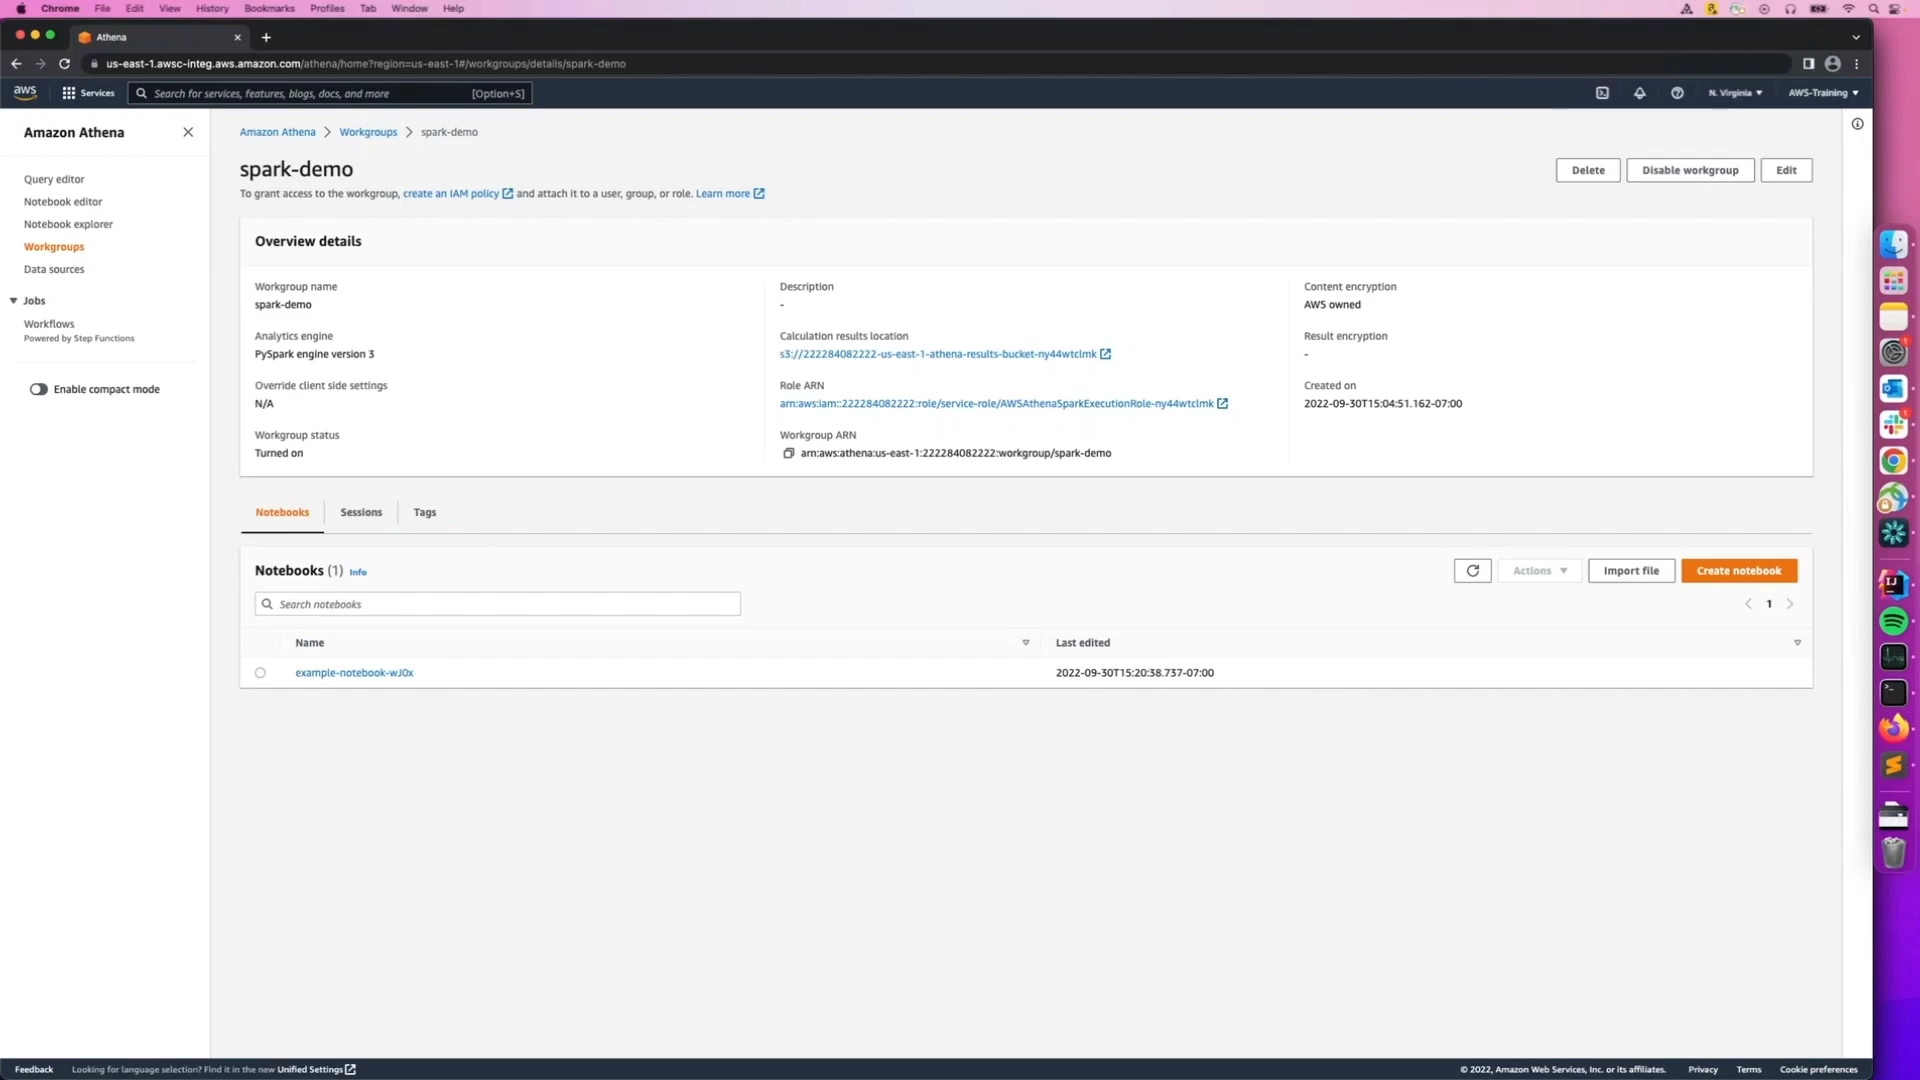 Chrome File Edit View History Bookmarks Profiles Tab Window Help
Athena
us-east-1.awsc-integ.aws.amazon.com/athena/home?region=us-east-1#/workgroups/details/spark-demo
aws Services Search for services, features, blogs, docs, and more [Option+S] N. Virginia AWS-Training
Amazon Athena
Query editor
Notebook editor
Notebook explorer
Workgroups
Data sources
Jobs
Workflows
Powered by Step Functions
Enable compact mode
Amazon Athena Workgroups spark-demo
spark-demo
Delete Disable workgroup Edit
To grant access to the workgroup, create an IAM policy and attach it to a user, group, or role. Learn more
Overview details
Workgroup name
spark-demo
Analytics engine
PySpark engine version 3
Override client side settings
N/A
Workgroup status
Turned on
Description
-
Calculation results location
s3://222284082222-us-east-1-athena-results-bucket-ny44wtclmk
Role ARN
arn:aws:iam::222284082222:role/service-role/AWSAthenaSparkExecutionRole-ny44wtclmk
Workgroup ARN
arn:aws:athena:us-east-1:222284082222:workgroup/spark-demo
Content encryption
AWS owned
Result encryption
-
Created on
2022-09-30T15:04:51.162-07:00
Notebooks Sessions Tags
Notebooks (1) Info
Actions Import file Create notebook
Search notebooks
1
Name Last edited
example-notebook-wJ0x 2022-09-30T15:20:38.737-07:00
Feedback Looking for language selection? Find it in the new Unified Settings © 2022, Amazon Web Services, Inc. or its affiliates. Privacy Terms Cookie preferences